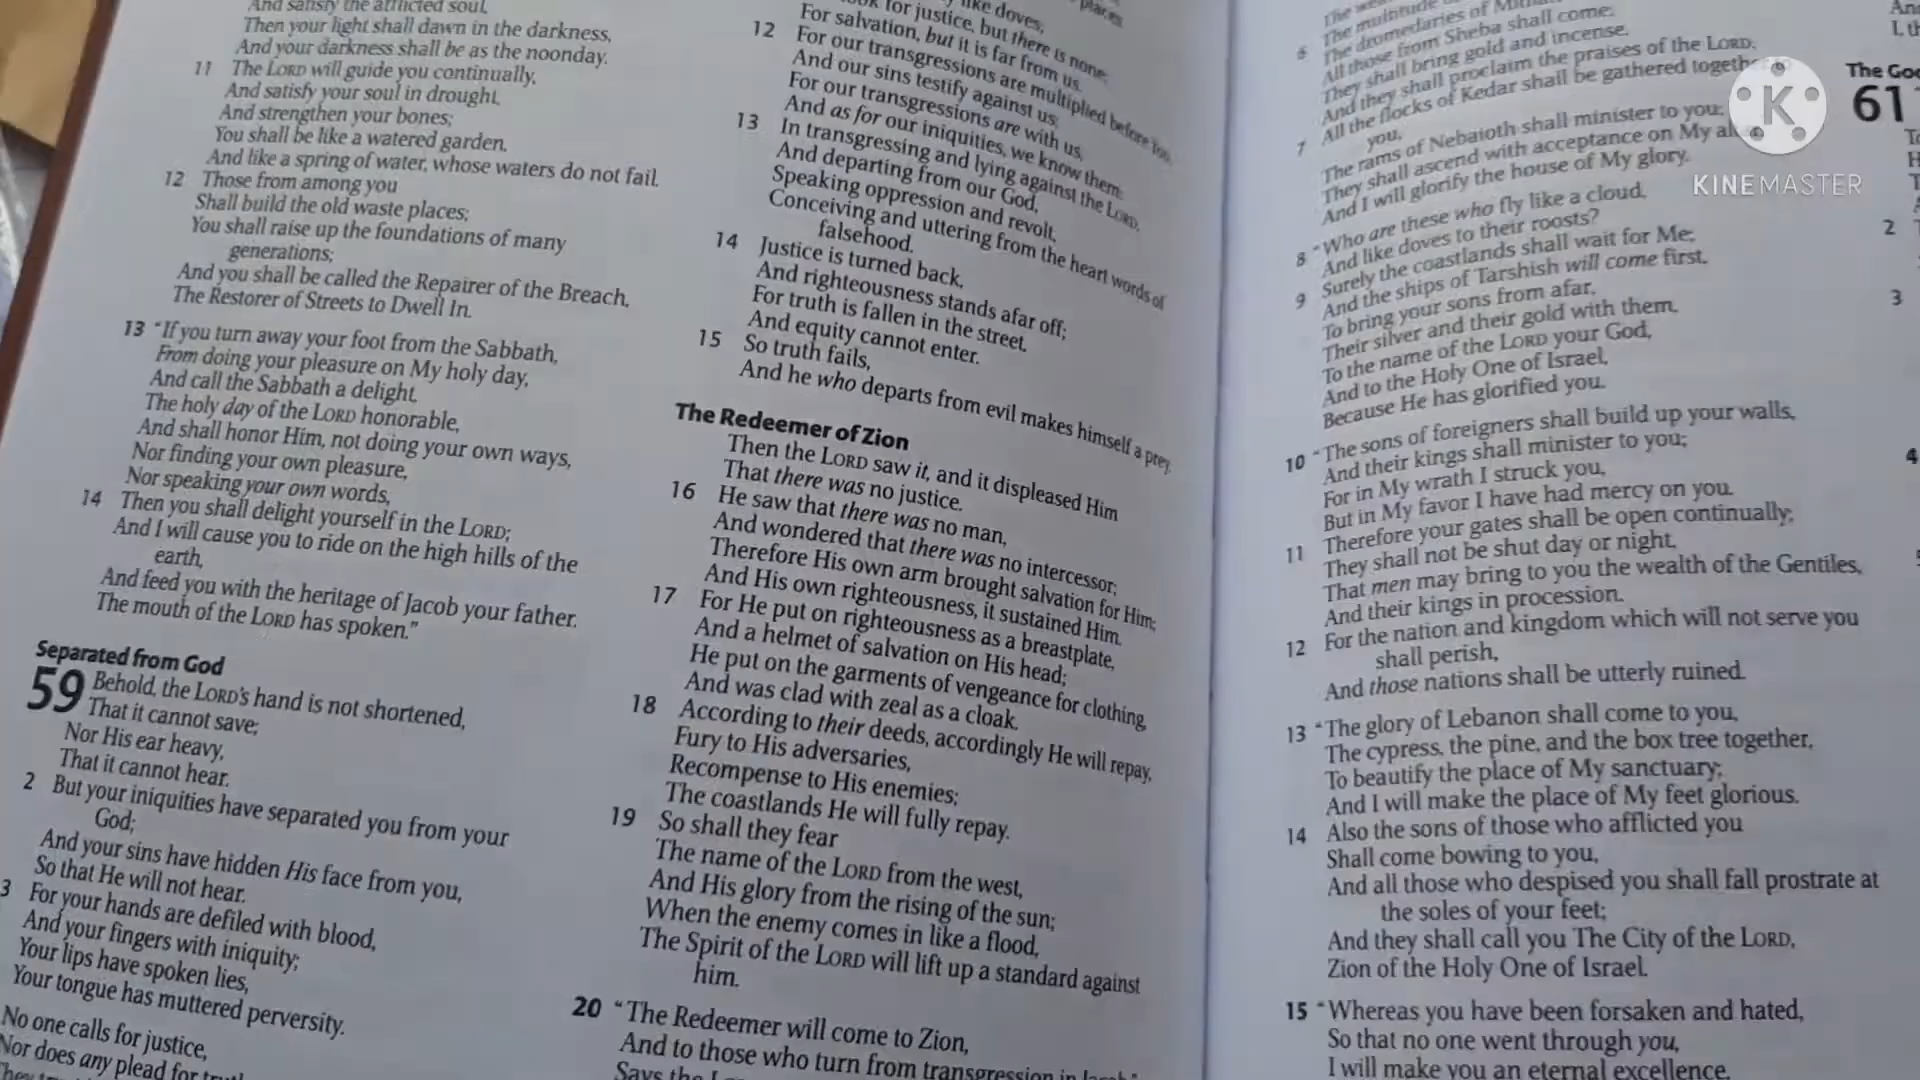 And satisfy the afflicted soul,
Then your light shall dawn in the darkness,
And your darkness shall be as the noonday.
11 The LORD will guide you continually,
And satisfy your soul in drought,
And strengthen your bones;
You shall be like a watered garden,
And like a spring of water, whose waters do not fail.
12 Those from among you
Shall build the old waste places;
You shall raise up the foundations of many
generations;
And you shall be called the Repairer of the Breach,
The Restorer of Streets to Dwell In.
13 “If you turn away your foot from the Sabbath,
From doing your pleasure on My holy day,
And call the Sabbath a delight,
The holy day of the LORD honorable,
And shall honor Him, not doing your own ways,
Nor finding your own pleasure,
Nor speaking your own words,
14 Then you shall delight yourself in the LORD;
And I will cause you to ride on the high hills of the
earth,
And feed you with the heritage of Jacob your father.
The mouth of the LORD has spoken.”
Separated from God
59 Behold, the LORD’s hand is not shortened,
That it cannot save;
Nor His ear heavy,
That it cannot hear.
2 But your iniquities have separated you from your
God;
And your sins have hidden His face from you,
So that He will not hear.
3 For your hands are defiled with blood,
And your fingers with iniquity;
Your lips have spoken lies,
Your tongue has muttered perversity.
No one calls for justice,
Nor does any plead for
like doves;
for justice, but there is none;
For salvation, but it is far from us.
12 For our transgressions are multiplied before You,
And our sins testify against us;
For our transgressions are with us,
And as for our iniquities, we know them:
13 In transgressing and lying against the LORD,
And departing from our God,
Speaking oppression and revolt,
Conceiving and uttering from the heart words of
falsehood.
14 Justice is turned back,
And righteousness stands afar off;
For truth is fallen in the street,
And equity cannot enter.
15 So truth fails,
And he who departs from evil makes himself a prey.
The Redeemer of Zion
Then the LORD saw it, and it displeased Him
That there was no justice.
16 He saw that there was no man,
And wondered that there was no intercessor;
Therefore His own arm brought salvation for Him;
And His own righteousness, it sustained Him.
17 For He put on righteousness as a breastplate,
And a helmet of salvation on His head;
He put on the garments of vengeance for clothing,
And was clad with zeal as a cloak.
18 According to their deeds, accordingly He will repay,
Fury to His adversaries,
Recompense to His enemies;
The coastlands He will fully repay.
19 So shall they fear
The name of the LORD from the west,
And His glory from the rising of the sun;
When the enemy comes in like a flood,
The Spirit of the LORD will lift up a standard against
him.
20 “The Redeemer will come to Zion,
And to those who turn from transgression in
Says the
6 The dromedaries of
All those from Sheba shall come;
They shall bring gold and incense,
And they shall proclaim the praises of the LORD.
7 All the flocks of Kedar shall be gathered together
you,
The rams of Nebaioth shall minister to you;
They shall ascend with acceptance on My
And I will glorify the house of My glory.
8 “Who are these who fly like a cloud,
And like doves to their roosts?
9 Surely the coastlands shall wait for Me;
And the ships of Tarshish will come first,
To bring your sons from afar,
Their silver and their gold with them,
To the name of the LORD your God,
And to the Holy One of Israel,
Because He has glorified you.
10 “The sons of foreigners shall build up your walls,
And their kings shall minister to you;
For in My wrath I struck you,
But in My favor I have had mercy on you.
11 Therefore your gates shall be open continually;
They shall not be shut day or night,
That men may bring to you the wealth of the Gentiles,
And their kings in procession.
12 For the nation and kingdom which will not serve you
shall perish,
And those nations shall be utterly ruined.
13 “The glory of Lebanon shall come to you,
The cypress, the pine, and the box tree together,
To beautify the place of My sanctuary;
And I will make the place of My feet glorious.
14 Also the sons of those who afflicted you
Shall come bowing to you,
And all those who despised you shall fall prostrate at
the soles of your feet;
And they shall call you The City of the LORD,
Zion of the Holy One of Israel.
15 “Whereas you have been forsaken and hated,
So that no one went through you,
I will make you an eternal excellence,
The
61
2
3
4
K
KINEMASTER